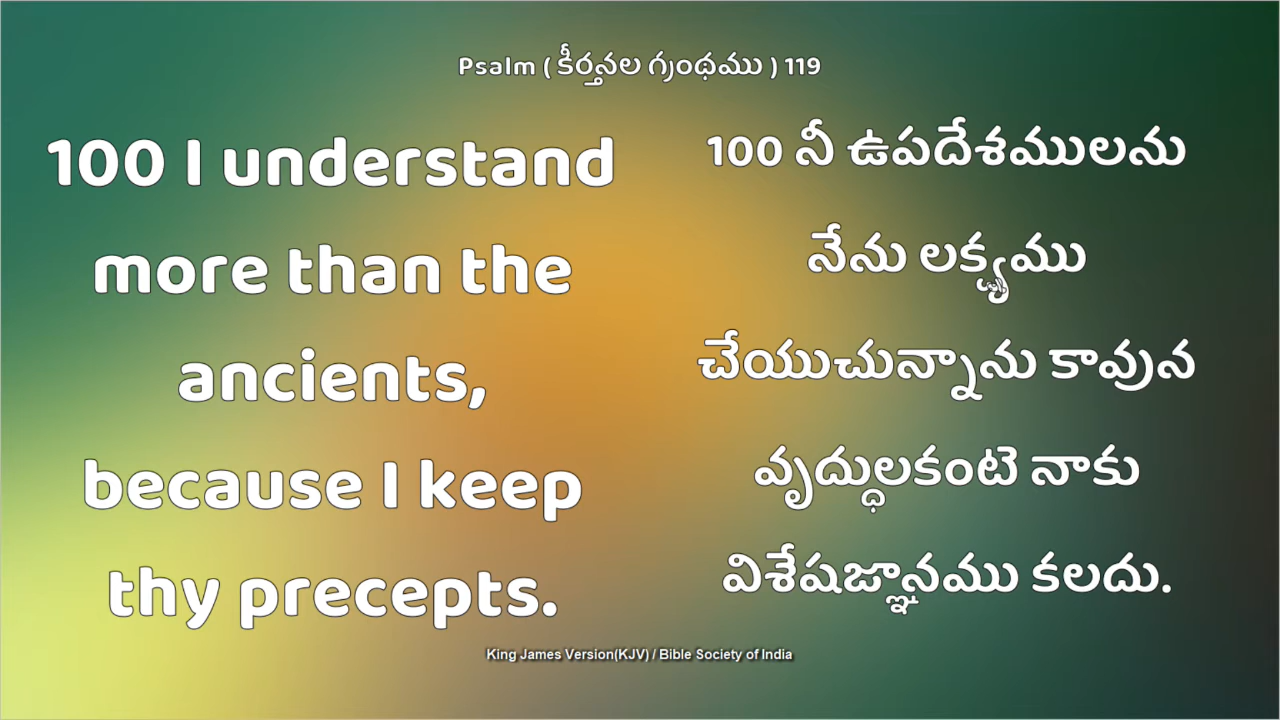 Psalm ( కీర్తనల గ్రంథము ) 119
100 I understand
more than the
ancients,
because I keep
thy precepts.
100 నీ ఉపదేశములను
నేను లక్ష్యము
చేయుచున్నాను కావున
వృద్ధులకంటె నాకు
విశేషజ్ఞానము కలదు.
King James Version(KJV) / Bible Society of India